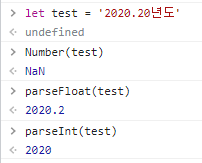 > let test = '2020.20년도'
< undefined
> Number(test)
< NaN
> parseFloat(test)
< 2020.2
> parseInt(test)
< 2020